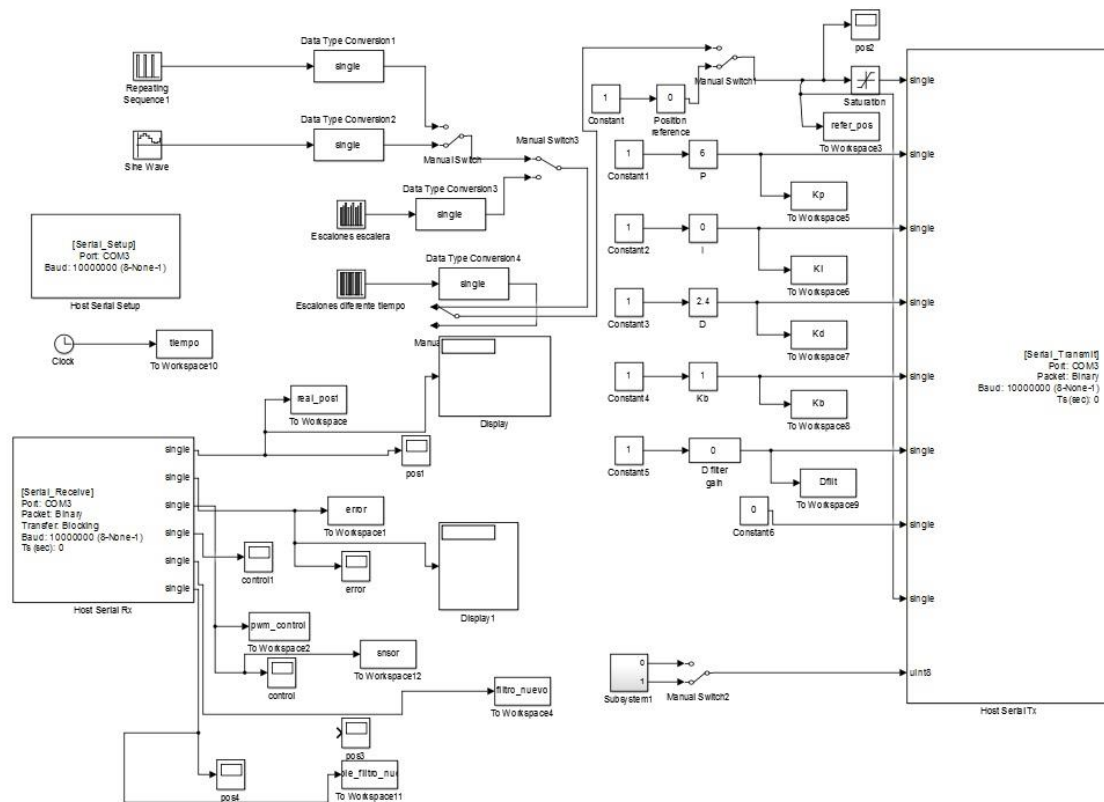 Data Type Conversion1
single
Repeating
Sequence1
Data Type Conversion2
single
Sine Wave
Manual Switch
Manual Switch3
Data Type Conversion3
single
Escalones escalera
Data Type Conversion4
single
Escalones diferente tiempo
[Serial_Setup]
Port: COM3
Baud: 10000000 (8-None-1)
Host Serial Setup
Clock
tiempo
To Workspace10
real_pos1
To Workspace
Display
pos1
single
single
single
single
single
single
[Serial_Receive]
Port: COM3
Packet: Binary
Transfer: Blocking
Baud: 10000000 (8-None-1)
Ts (sec): 0
Host Serial Rx
error
To Workspace1
control1
error
Display1
pwm_control
To Workspace2
snsor
To Workspace12
control
filtro_nuevo
To Workspace4
pos3
pos4
To Workspace11
pos2
Manual Switch1
1
Constant
0
Position
reference
Saturation
refer_pos
To Workspace3
1
Constant1
6
P
Kp
To Workspace5
1
Constant2
0
I
KI
To Workspace6
1
Constant3
2.4
D
Kd
To Workspace7
1
Constant4
1
Kb
Kb
To Workspace8
1
Constant5
0
D filter
gain
Dfilt
To Workspace9
0
Constant6
0
1
Subsystem1
Manual Switch2
single
single
single
single
single
single
single
single
uint8
[Serial_Transmit]
Port: COM3
Packet: Binary
Baud: 10000000 (8-None-1)
Ts (sec): 0
Host Serial Tx